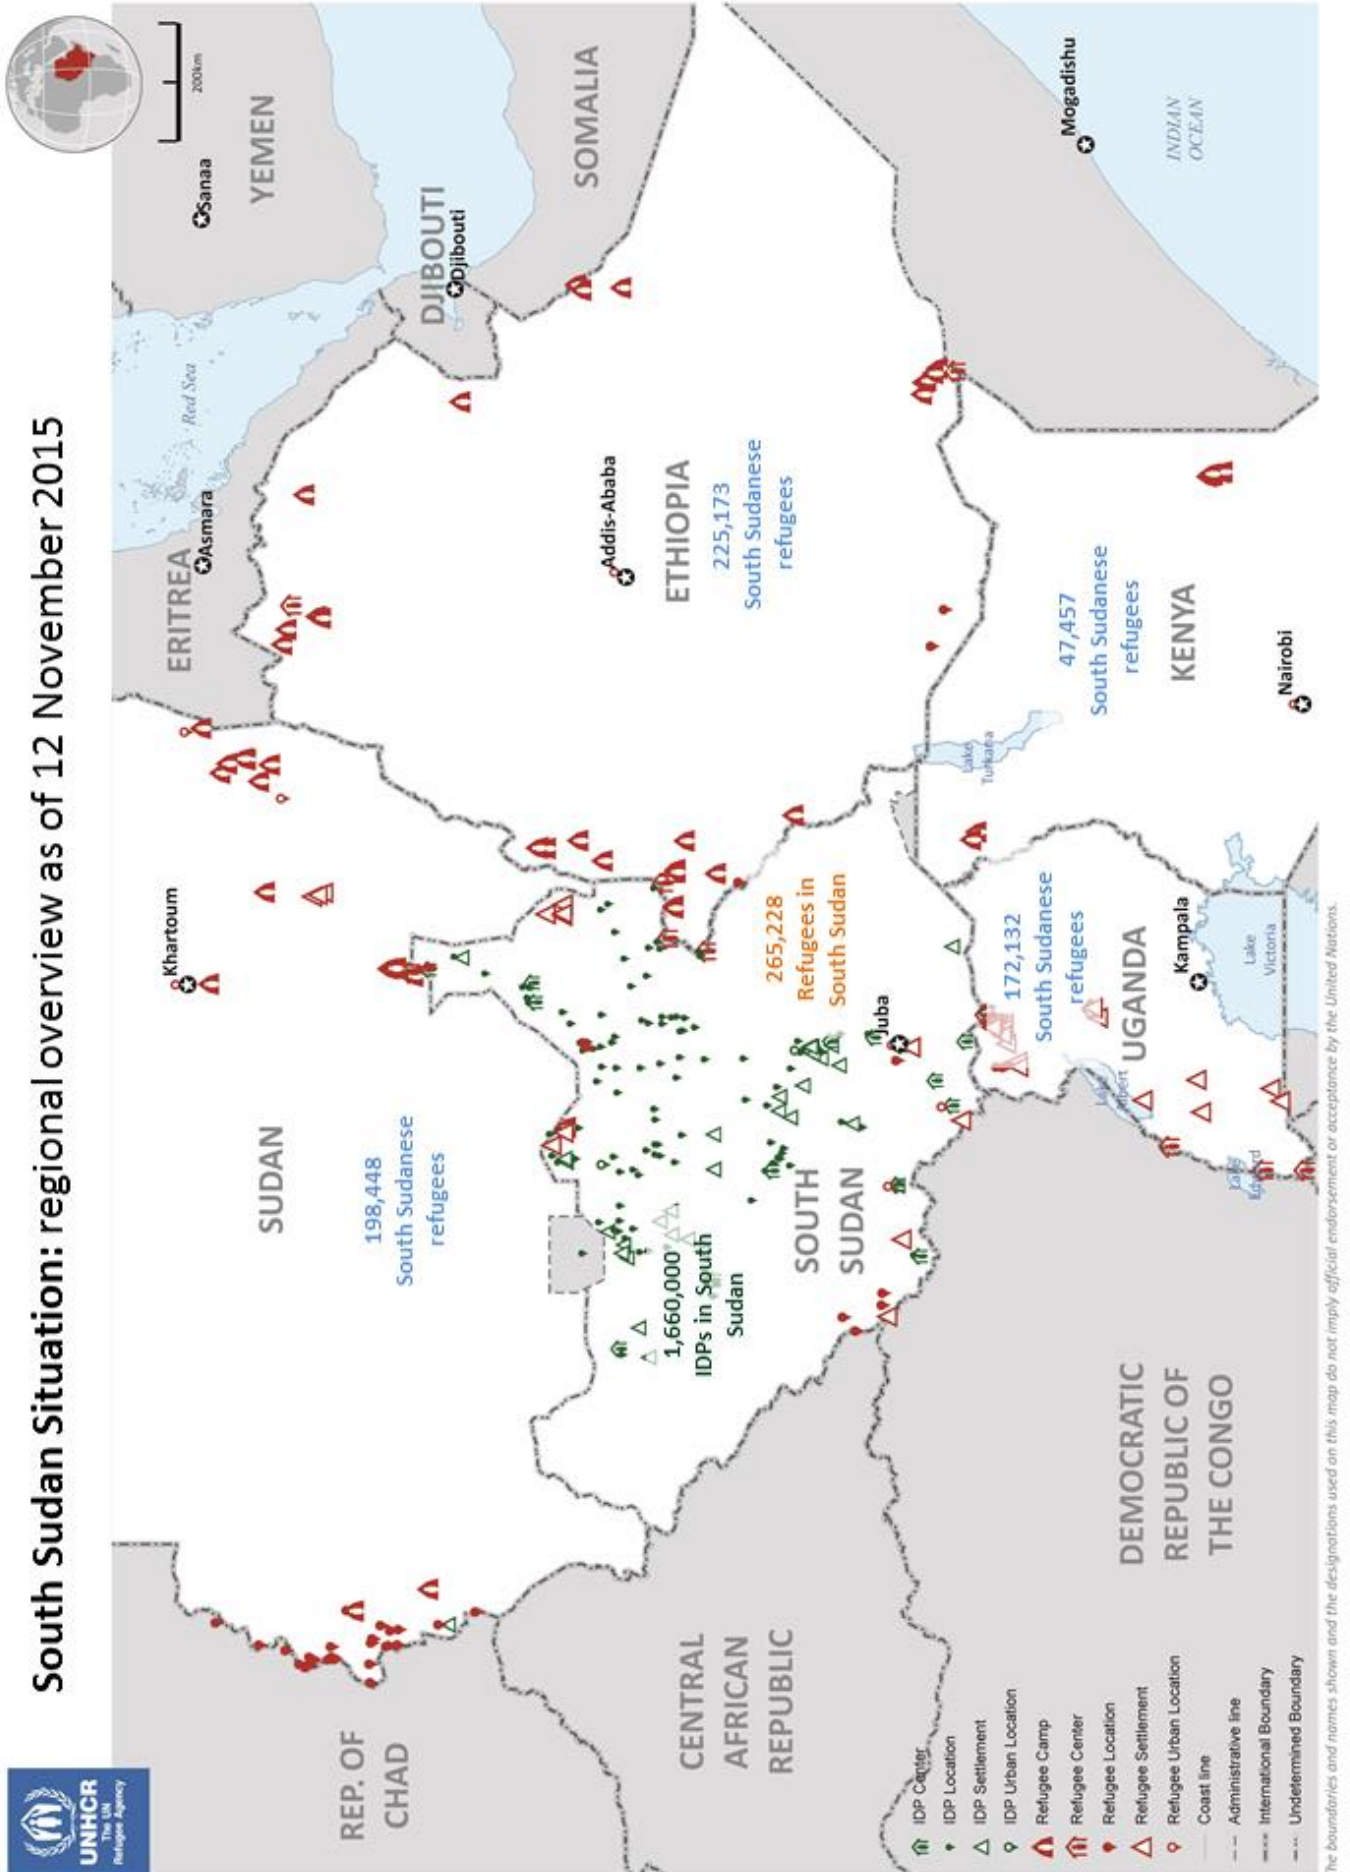 South Sudan Situation: regional overview as of 12 November 2015
UNHCR
The UN
Refugee Agency
200km
Sanaa
YEMEN
Red Sea
Asmara
ERITREA
Khartoum
SUDAN
198,448
South Sudanese
refugees
REP. OF
CHAD
DJIBOUTI
Djibouti
SOMALIA
Addis-Ababa
ETHIOPIA
225,173
South Sudanese
refugees
1,660,000
IDPs in South
Sudan
265,228
Refugees in
South Sudan
SOUTH
SUDAN
Juba
CENTRAL
AFRICAN
REPUBLIC
Lake
Turkana
47,457
South Sudanese
refugees
KENYA
Nairobi
172,132
South Sudanese
refugees
UGANDA
Kampala
Lake
Victoria
Mogadishu
INDIAN
OCEAN
DEMOCRATIC
REPUBLIC OF
THE CONGO
IDP Center
IDP Location
IDP Settlement
IDP Urban Location
Refugee Camp
Refugee Center
Refugee Location
Refugee Settlement
Refugee Urban Location
Coast line
Administrative line
International Boundary
Undetermined Boundary
he boundaries and names shown and the designations used on this map do not imply official endorsement or acceptance by the United Nations.